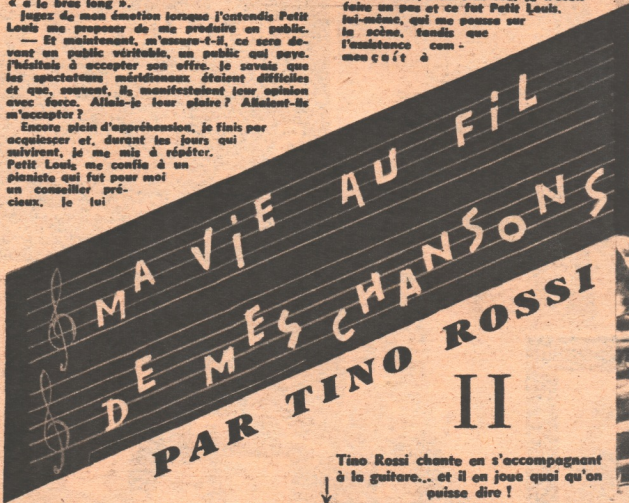 « a le bras long ».
Jugez de mon émotion lorsque j'entendis Petit
Louis me proposer de me produire en public.
— Et maintenant, m'assura-t-il, ce sera de-
vant un public véritable, un public qui paye.
J'hésitais à accepter son offre. Je savais que
les spectateurs méridionaux étaient difficiles
et que, souvent, ils manifestaient leur opinion
avec force. Allais-je leur plaire ? Allaient-ils
m'accepter ?
Encore plein d'appréhension, je finis par
acquiescer et, durant les jours qui
suivirent, je me mis à répéter.
Petit Louis me confia à un
pianiste qui fut pour moi
un conseiller pré-
cieux. Je lui
faire un pas et ce fut Petit Louis,
lui-même, qui me poussa sur
la scène, tandis que
l'assistance com-
mençait à
MA VIE AU FIL
DE MES CHANSONS
PAR TINO ROSSI
II
Tino Rossi chante en s'accompagnant
à la guitare... et il en joue quoi qu'on
puisse dire !